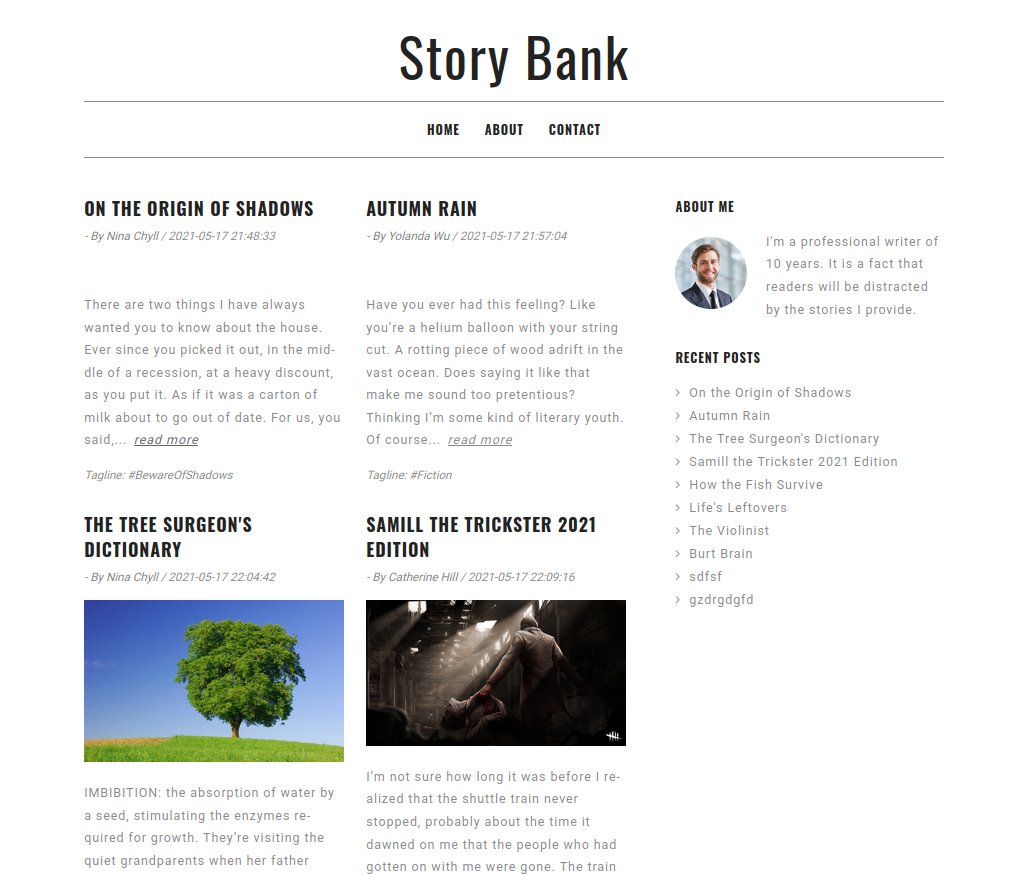 Story Bank
HOME ABOUT CONTACT
ON THE ORIGIN OF SHADOWS
- By Nina Chyll / 2021-05-17 21:48:33
There are two things I have always
wanted you to know about the house.
Ever since you picked it out, in the mid-
dle of a recession, at a heavy discount,
as you put it. As if it was a carton of
milk about to go out of date. For us, you
said,... read more
Tagline: #BewareOfShadows
AUTUMN RAIN
- By Yolanda Wu / 2021-05-17 21:57:04
Have you ever had this feeling? Like
you’re a helium balloon with your string
cut. A rotting piece of wood adrift in the
vast ocean. Does saying it like that
make me sound too pretentious?
Thinking I’m some kind of literary youth.
Of course... read more
Tagline: #Fiction
THE TREE SURGEON'S
DICTIONARY
- By Nina Chyll / 2021-05-17 22:04:42
IMBIBITION: the absorption of water by
a seed, stimulating the enzymes re-
quired for growth. They’re visiting the
quiet grandparents when her father
SAMILL THE TRICKSTER 2021
EDITION
- By Catherine Hill / 2021-05-17 22:09:16
I’m not sure how long it was before I re-
alized that the shuttle train never
stopped, probably about the time it
dawned on me that the people who had
gotten on with me were gone. The train
ABOUT ME
I'm a professional writer of
10 years. It is a fact that
readers will be distracted
by the stories I provide.
RECENT POSTS
On the Origin of Shadows
Autumn Rain
The Tree Surgeon's Dictionary
Samill the Trickster 2021 Edition
How the Fish Survive
Life's Leftovers
The Violinist
Burt Brain
sdfsf
gzdrgdgfd